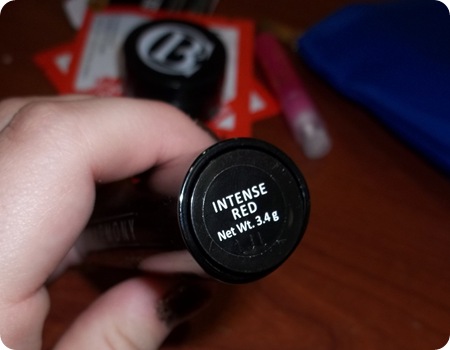 INTENSE
RED
Net Wt. 3.4 g